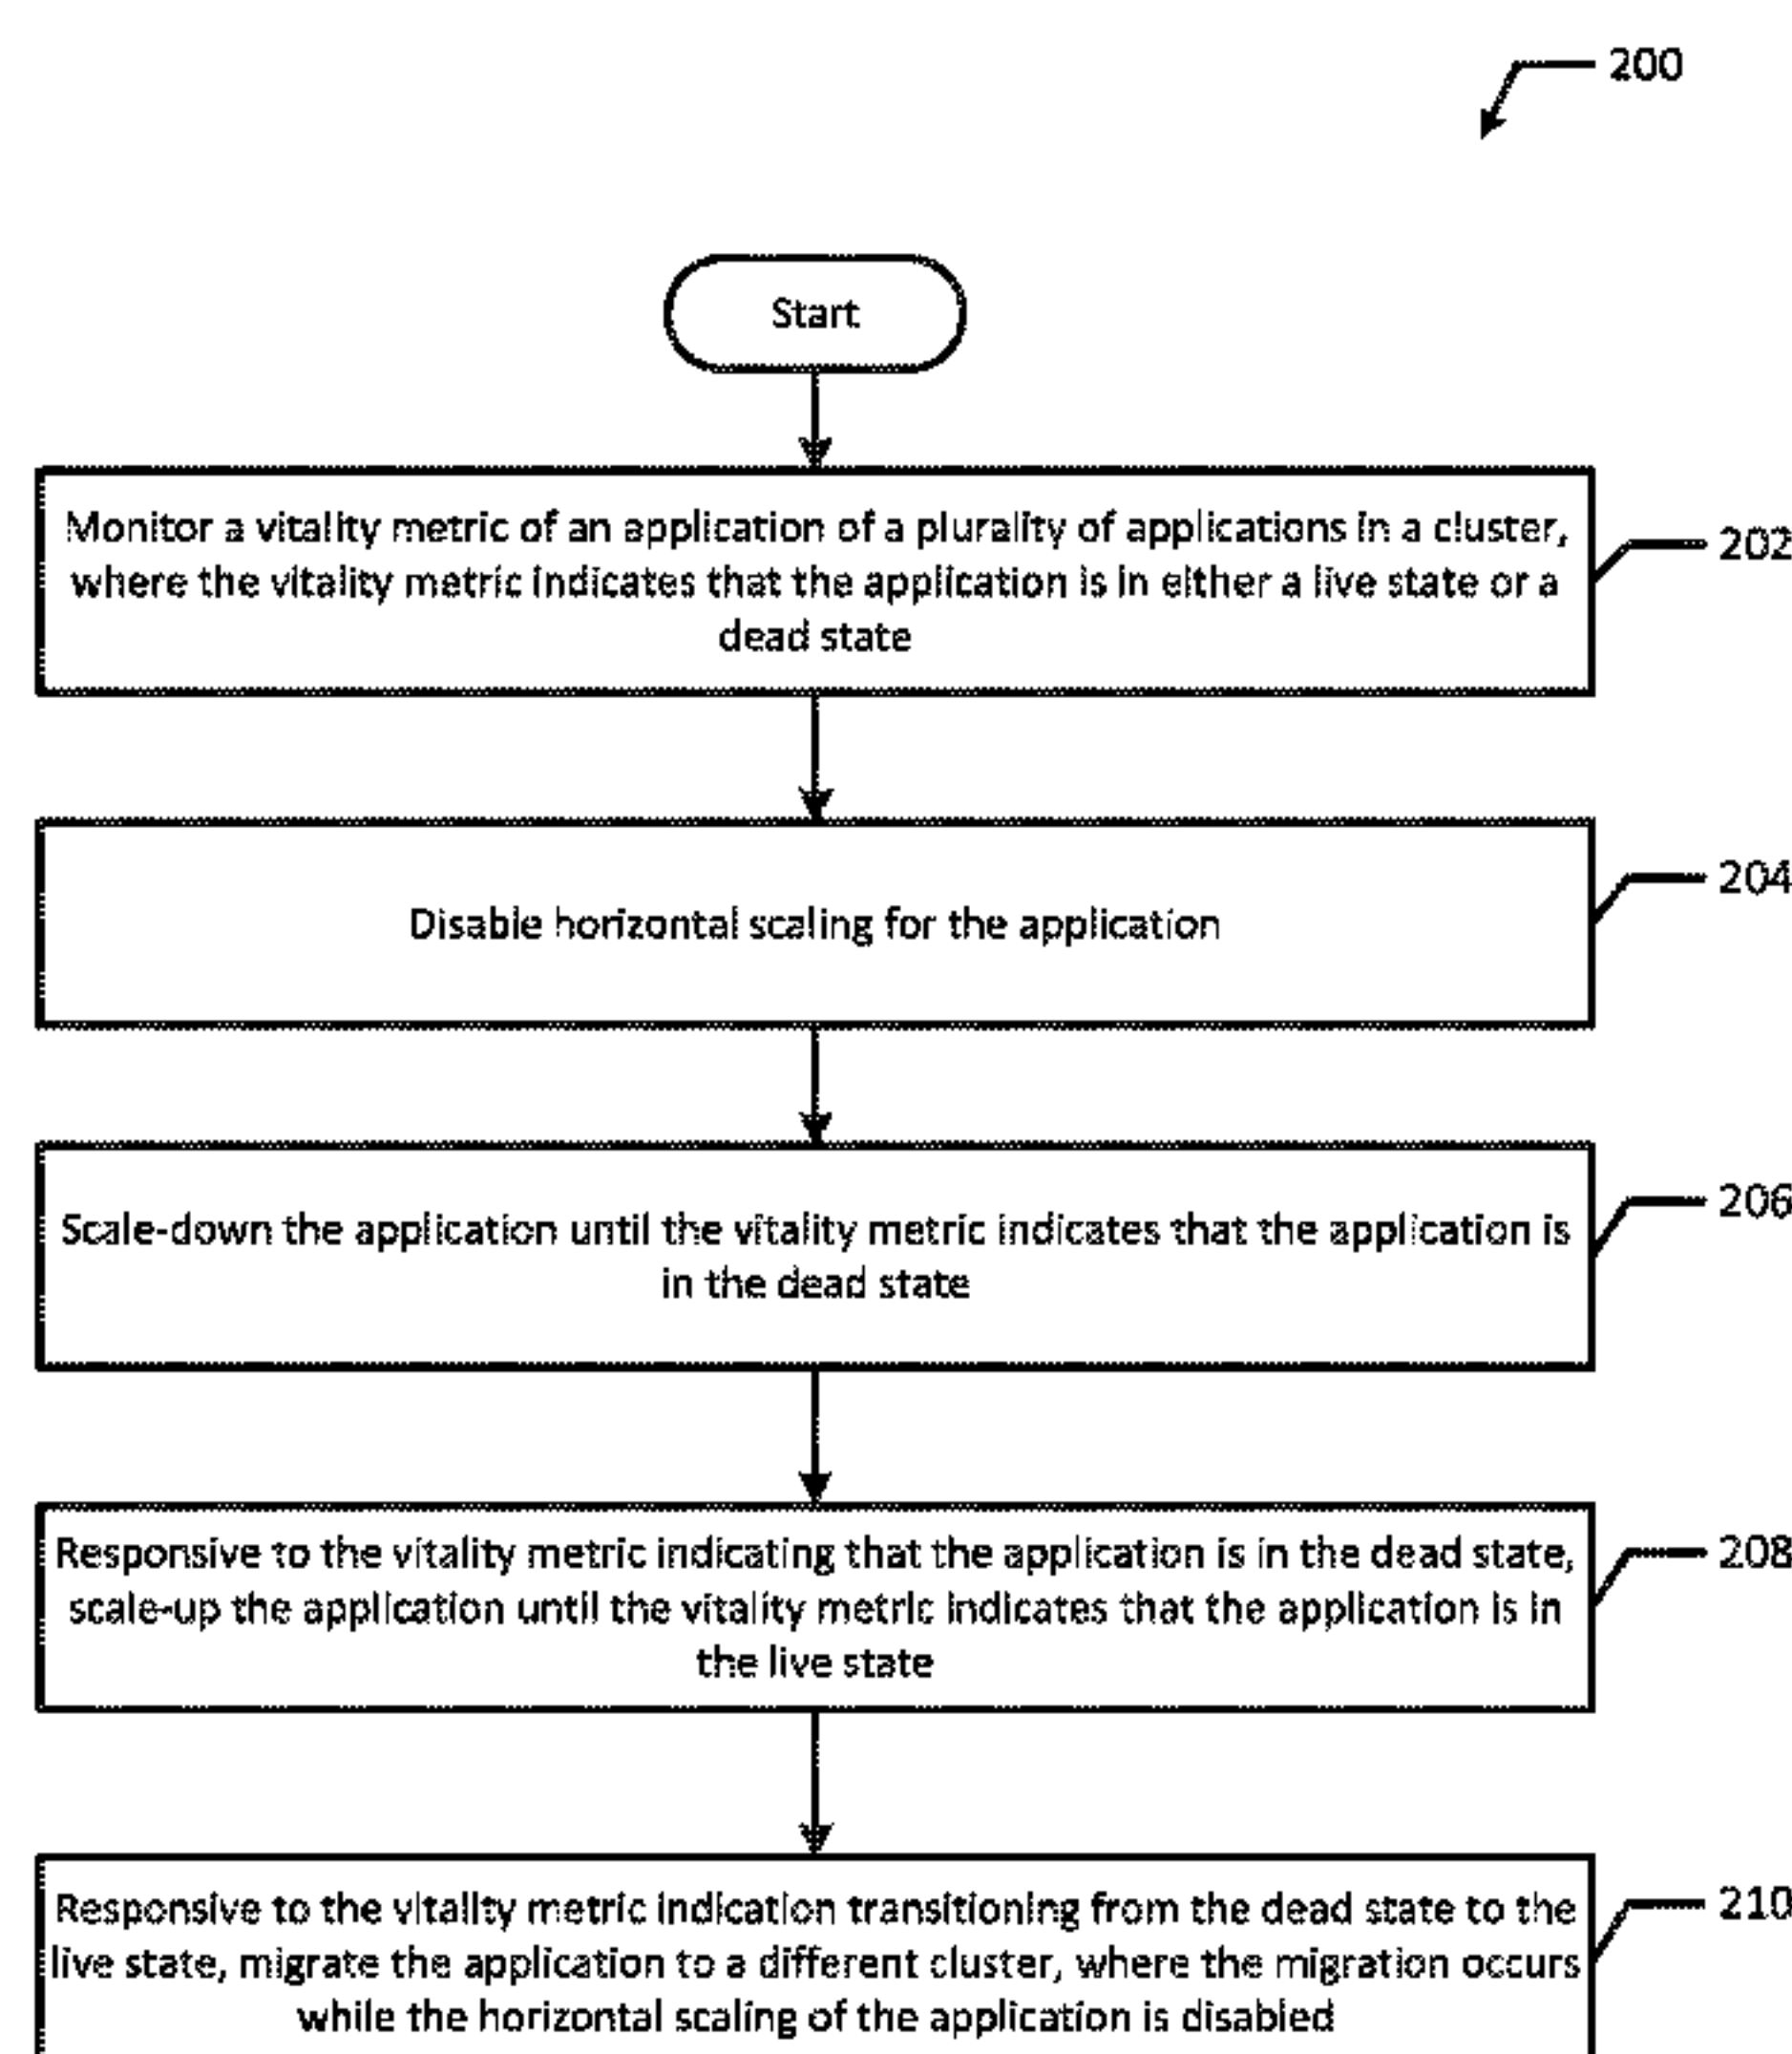 200
Start
Monitor a vitality metric of an application of a plurality of applications in a cluster,
where the vitality metric indicates that the application is in either a live state or a
dead state
202
Disable horizontal scaling for the application
204
Scale-down the application until the vitality metric indicates that the application is
in the dead state
206
Responsive to the vitality metric indicating that the application is in the dead state,
scale-up the application until the vitality metric indicates that the application is in
the live state
208
Responsive to the vitality metric indication transitioning from the dead state to the
live state, migrate the application to a different cluster, where the migration occurs
while the horizontal scaling of the application is disabled
210